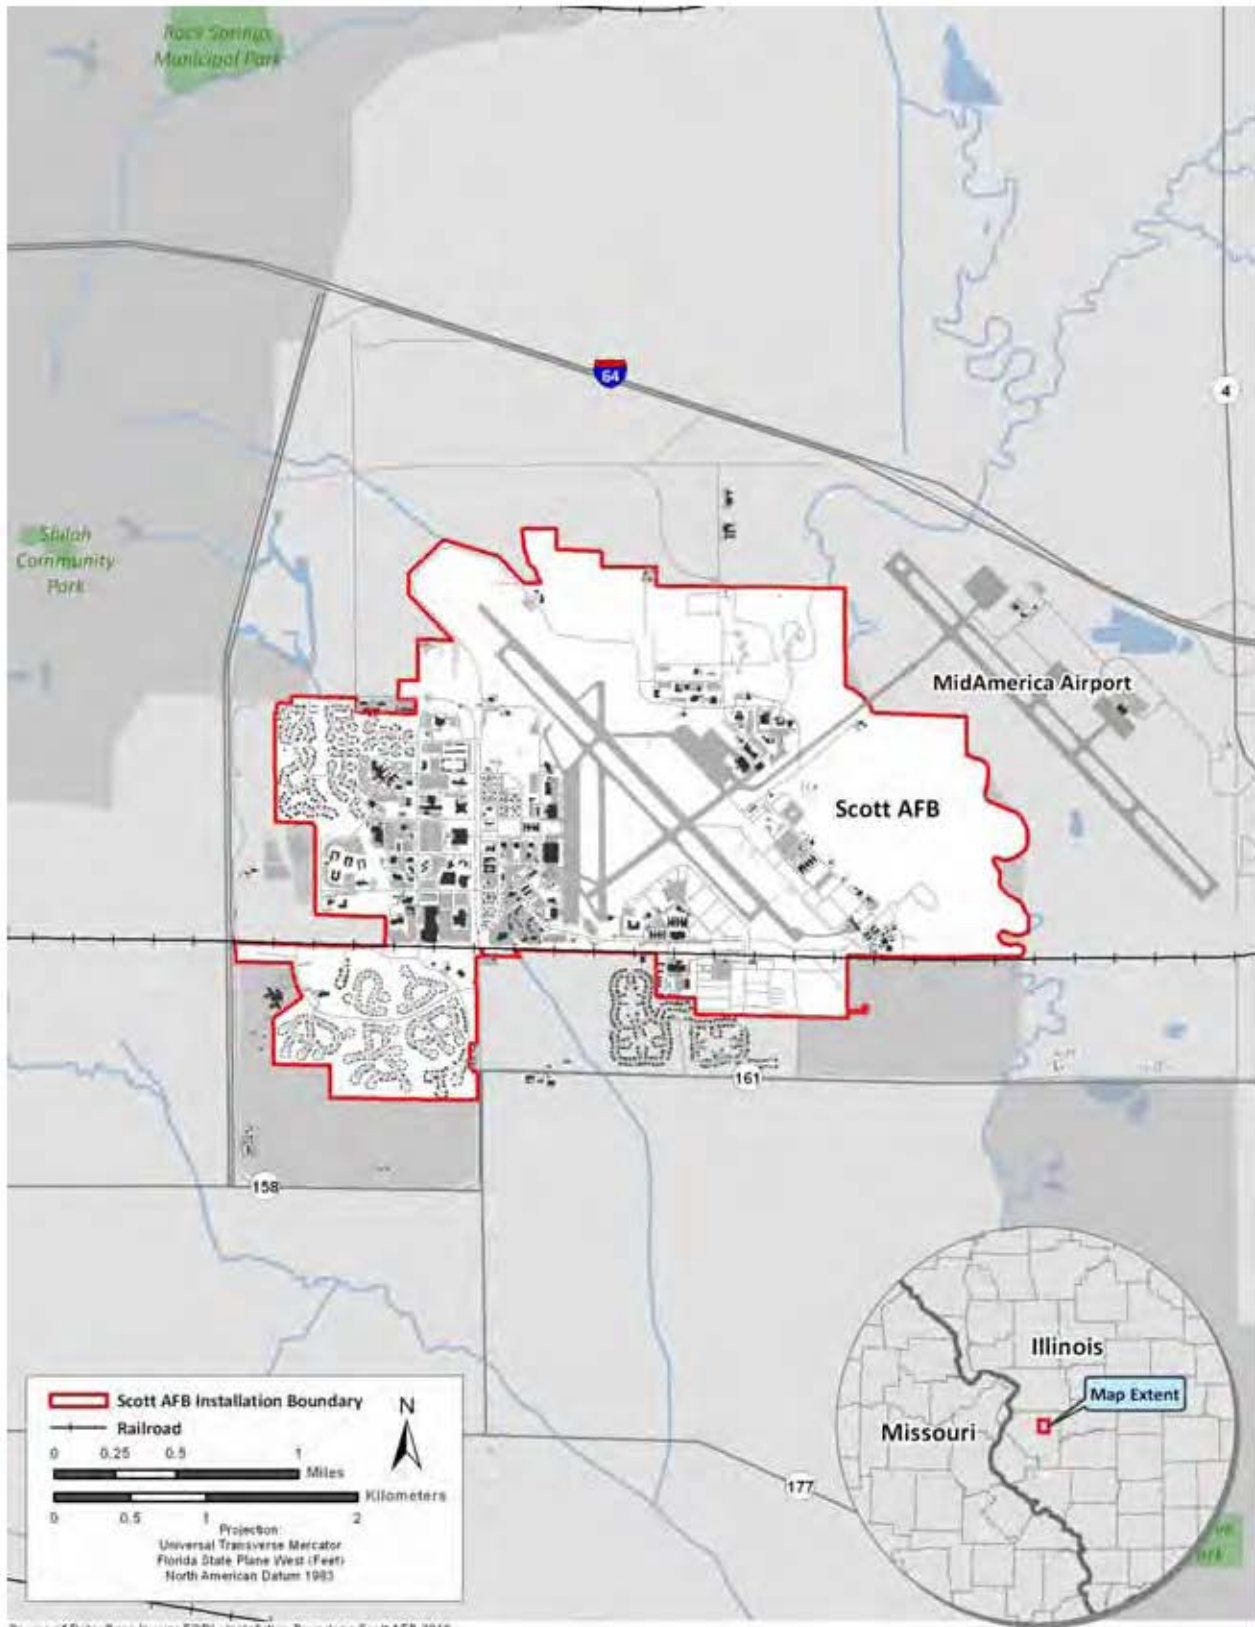 Rock Springs
Municipal Park
64
4
Shiloh
Community
Park
MidAmerica Airport
Scott AFB
161
158
Illinois
Map Extent
Missouri
177
Scott AFB Installation Boundary
N
Railroad
0 0.25 0.5 1
Miles
Kilometers
0 0.5 1 2
Projection:
Universal Transverse Mercator
Florida State Plane West (Feet)
North American Datum 1983